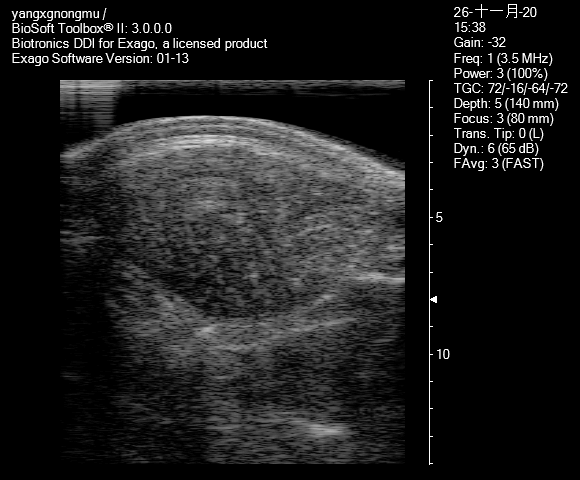 yangxgnongmu /
BioSoft Toolbox® II: 3.0.0.0
Biotronics DDI for Exago, a licensed product
Exago Software Version: 01-13
26-十一月-20
15:38
Gain: -32
Freq: 1 (3.5 MHz)
Power: 3 (100%)
TGC: 72/-16/-64/-72
Depth: 5 (140 mm)
Focus: 3 (80 mm)
Trans. Tip: 0 (L)
Dyn.: 6 (65 dB)
FAvg: 3 (FAST)
5
10